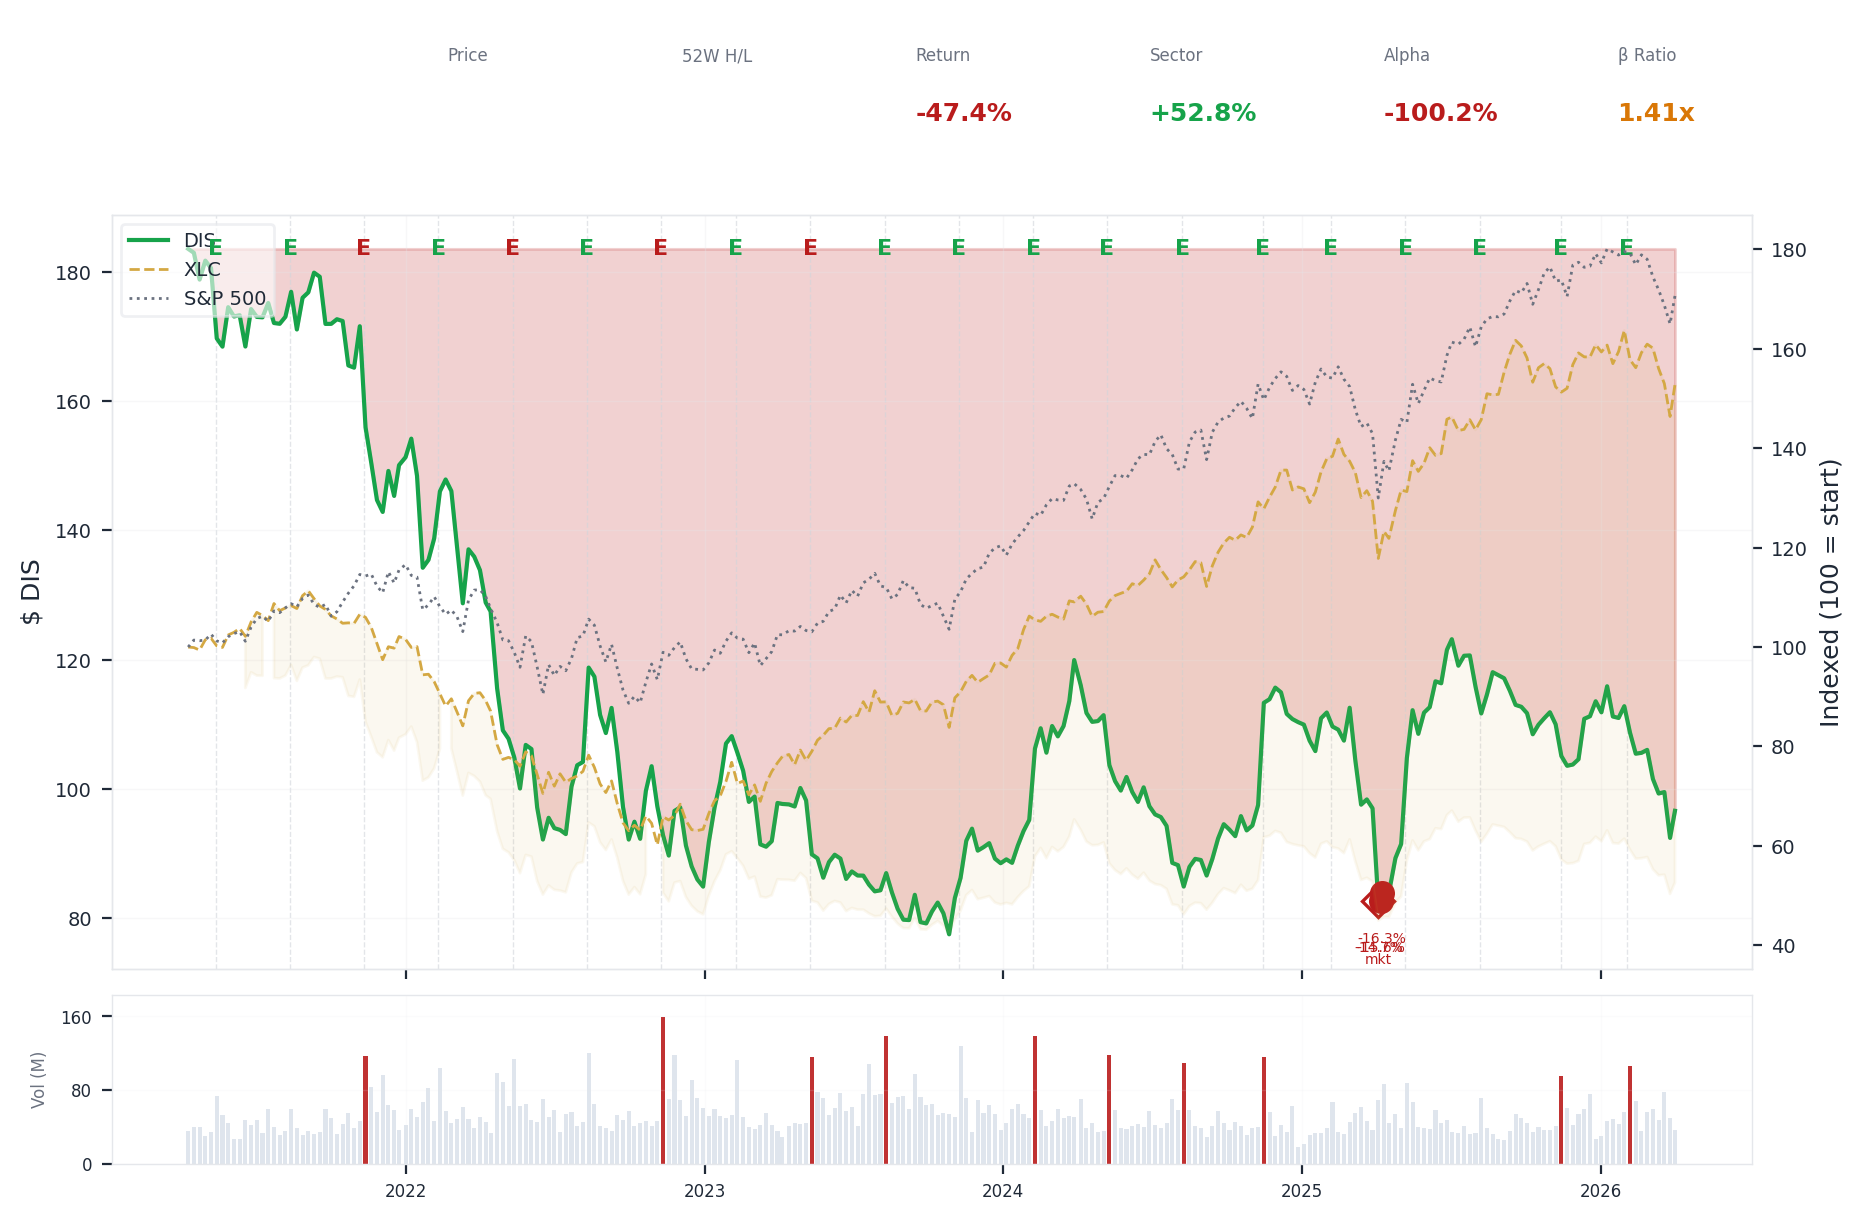 Price 52W H/L Return Sector Alpha β Ratio
-47.4% +52.8% -100.2% 1.41x
DIS
XLC
S&P 500
E E E E E E E E E E E E E E E E E E E E
$ DIS
180
160
140
120
100
80
Indexed (100 = start)
180
160
140
120
100
80
60
40
-16.3%
mkt
Vol (M)
160
80
0
2022 2023 2024 2025 2026